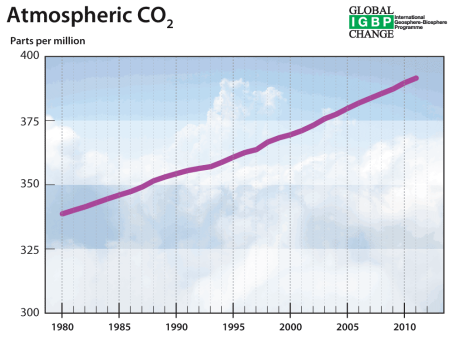 Atmospheric CO₂
GLOBAL
IGBP International Geosphere-Biosphere Programme
CHANGE
Parts per million
400
375
350
325
300
1980 1985 1990 1995 2000 2005 2010